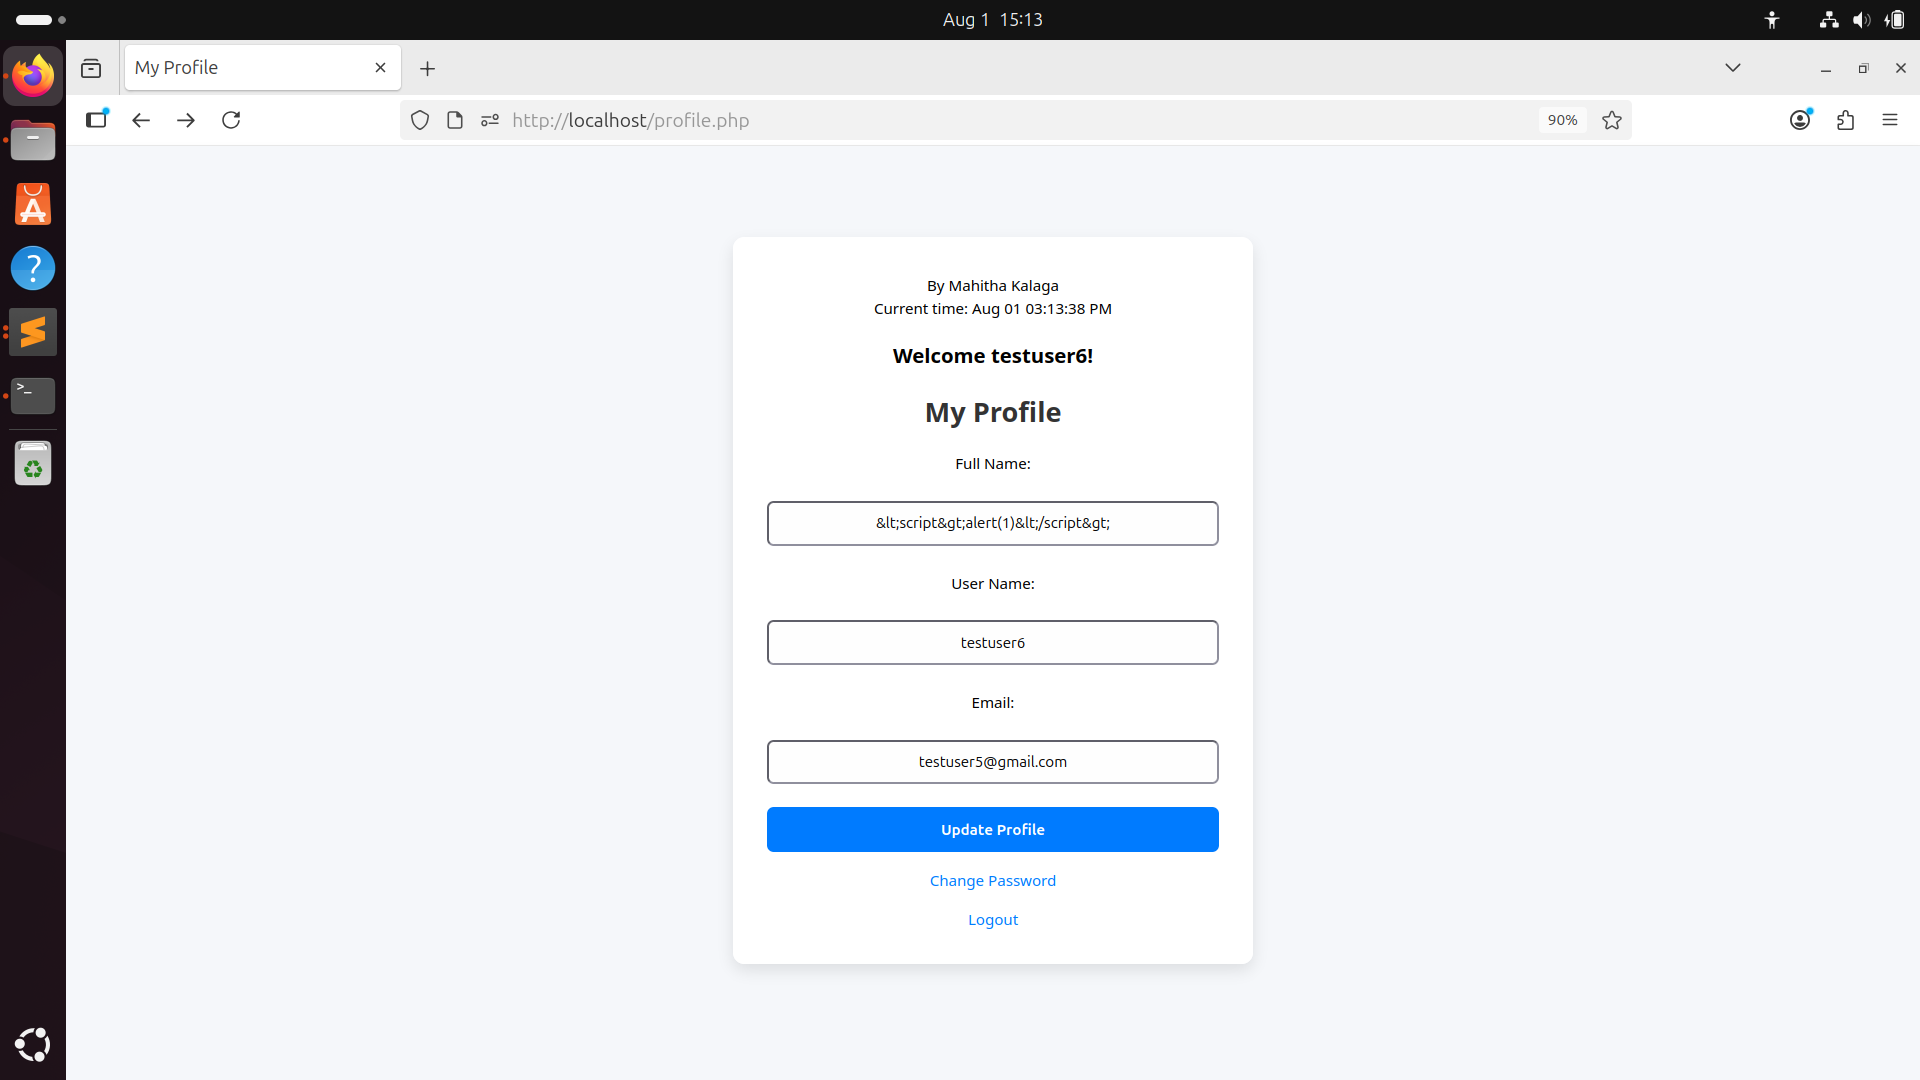 Aug 1 15:13
My Profile
http://localhost/profile.php
90%
By Mahitha Kalaga
Current time: Aug 01 03:13:38 PM
Welcome testuser6!
My Profile
Full Name:
&lt;script&gt;alert(1)&lt;/script&gt;
User Name:
testuser6
Email:
testuser5@gmail.com
Update Profile
Change Password
Logout